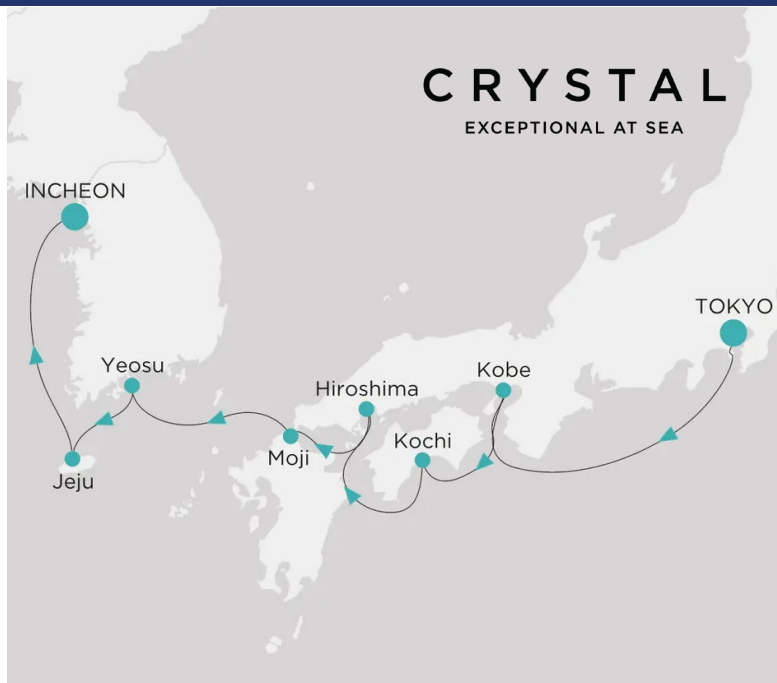 CRYSTAL
EXCEPTIONAL AT SEA
INCHEON
TOKYO
Yeosu
Kobe
Hiroshima
Kochi
Moji
Jeju